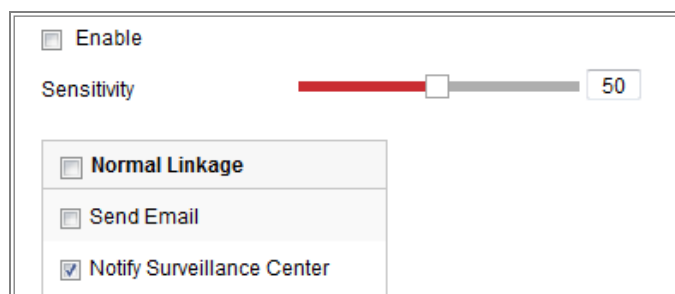 Enable
Sensitivity 50
Normal Linkage
Send Email
Notify Surveillance Center